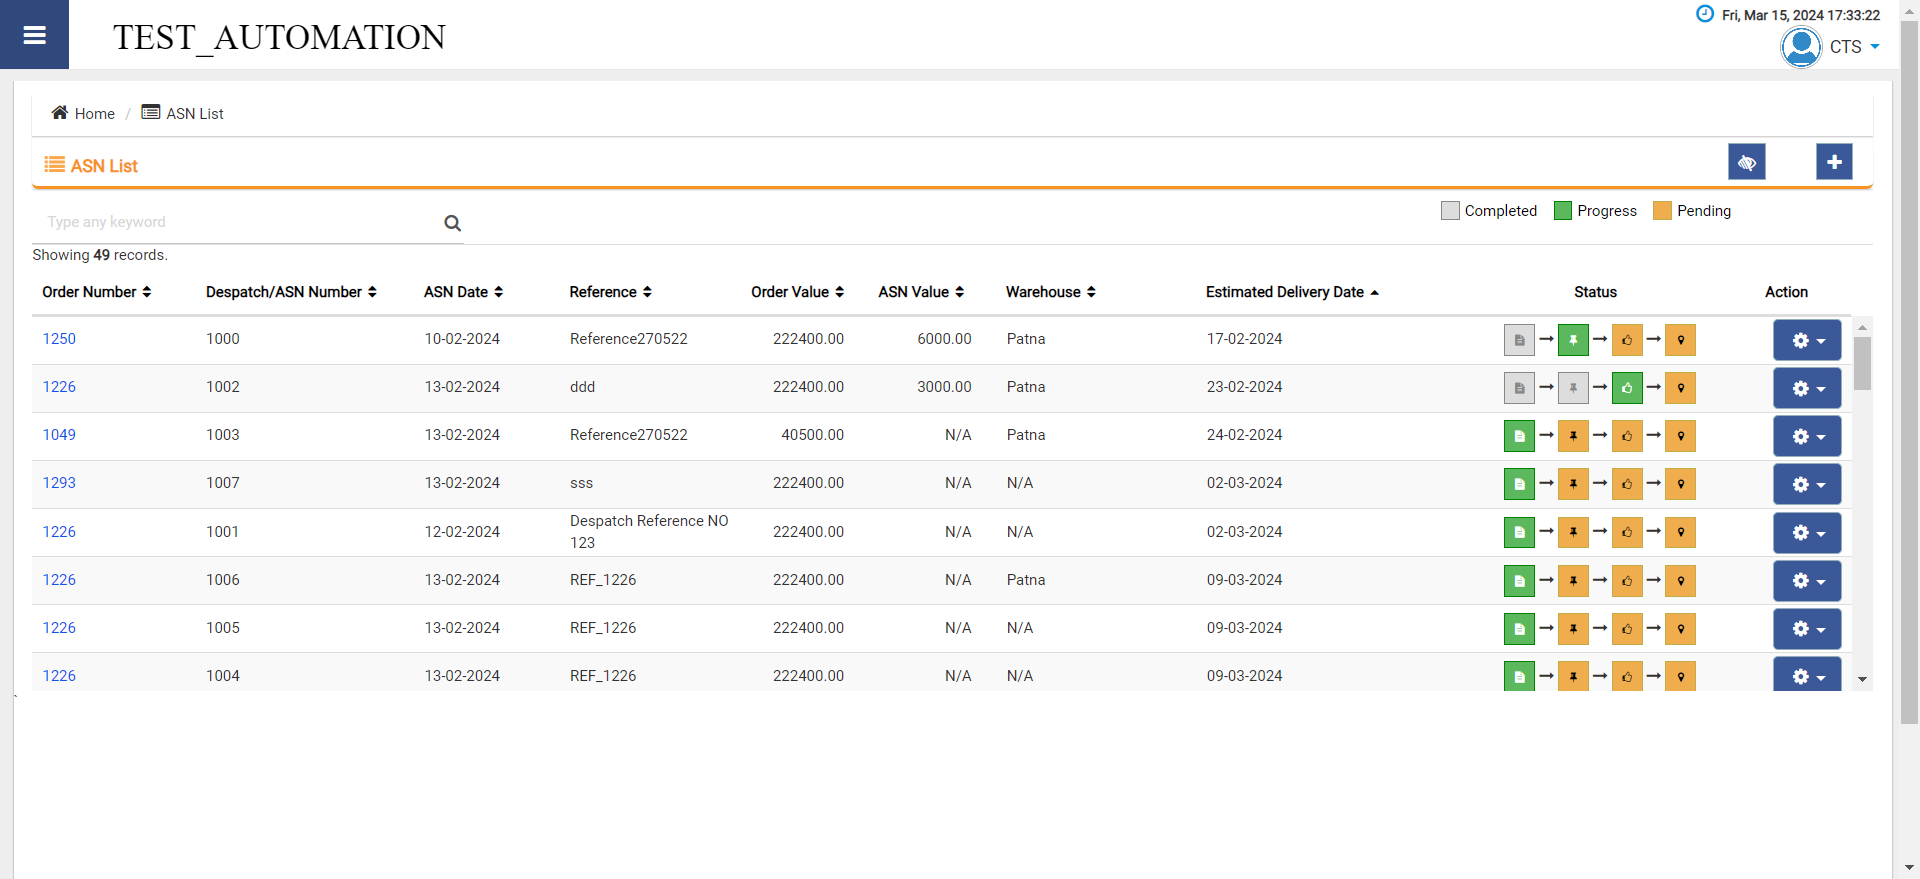 TEST_AUTOMATION
Fri, Mar 15, 2024 17:33:22
CTS
Home / ASN List
ASN List
Type any keyword
Completed Progress Pending
Showing 49 records.
Order Number Despatch/ASN Number ASN Date Reference Order Value ASN Value Warehouse Estimated Delivery Date Status Action
1250 1000 10-02-2024 Reference270522 222400.00 6000.00 Patna 17-02-2024
1226 1002 13-02-2024 ddd 222400.00 3000.00 Patna 23-02-2024
1049 1003 13-02-2024 Reference270522 40500.00 N/A Patna 24-02-2024
1293 1007 13-02-2024 sss 222400.00 N/A N/A 02-03-2024
1226 1001 12-02-2024 Despatch Reference NO 123 222400.00 N/A N/A 02-03-2024
1226 1006 13-02-2024 REF_1226 222400.00 N/A Patna 09-03-2024
1226 1005 13-02-2024 REF_1226 222400.00 N/A N/A 09-03-2024
1226 1004 13-02-2024 REF_1226 222400.00 N/A N/A 09-03-2024
`